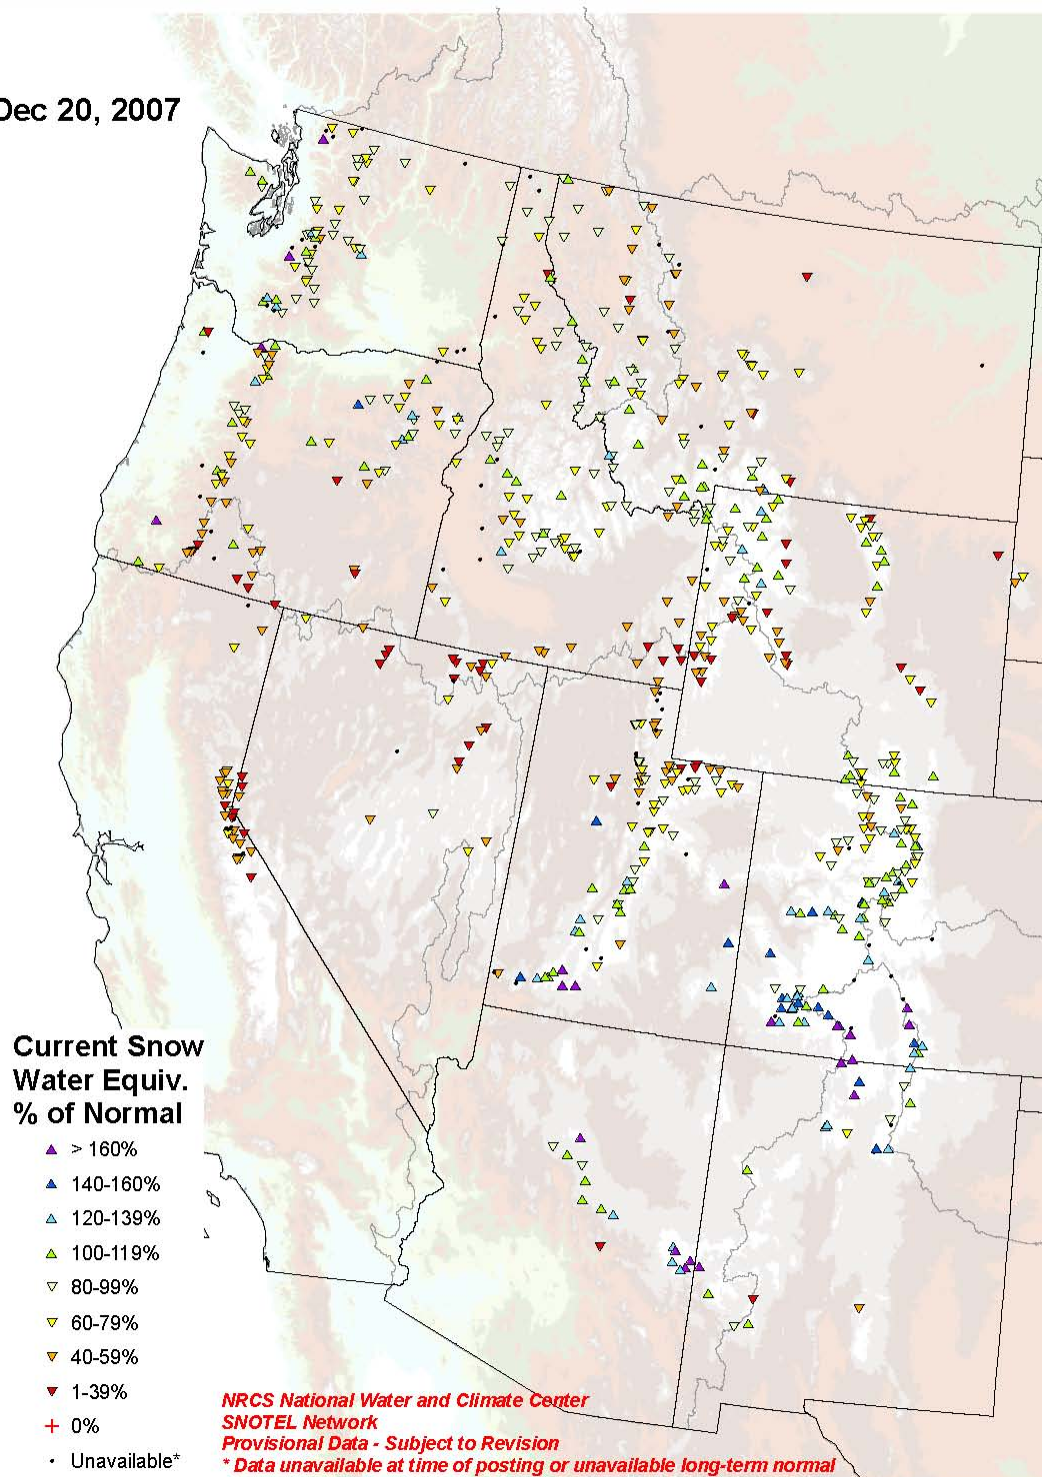 Dec 20, 2007
Current Snow
Water Equiv.
% of Normal
> 160%
140-160%
120-139%
100-119%
80-99%
60-79%
40-59%
1-39%
0%
Unavailable*
NRCS National Water and Climate Center
SNOTEL Network
Provisional Data - Subject to Revision
* Data unavailable at time of posting or unavailable long-term normal